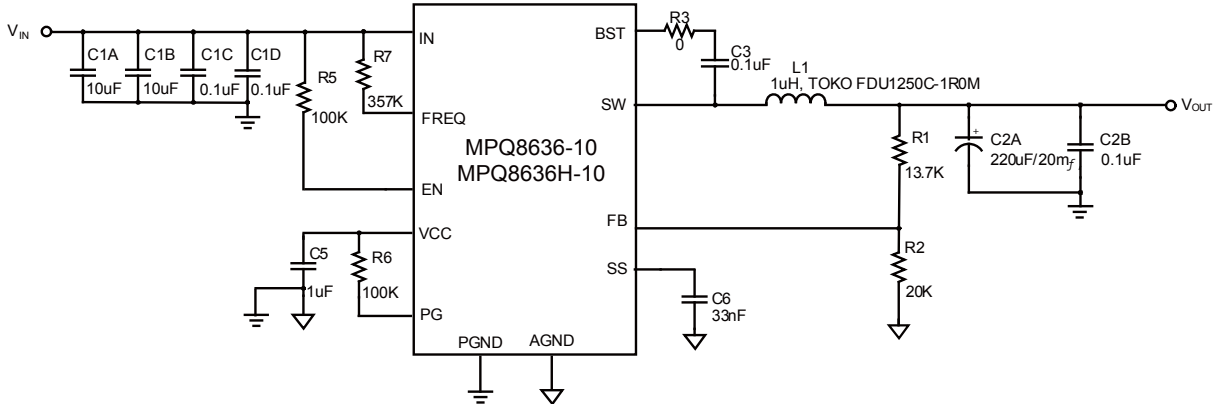 VIN
C1A
10uF
C1B
10uF
C1C
0.1uF
C1D
0.1uF
R5
100K
R7
357K
IN
FREQ
EN
VCC
PG
PGND
AGND
MPQ8636-10
MPQ8636H-10
BST
SW
FB
SS
R3
0
C3
0.1uF
L1
1uH, TOKO FDU1250C-1R0M
VOUT
R1
13.7K
C2A
+
220uF/20mƒ
C2B
0.1uF
R2
20K
C5
1uF
R6
100K
C6
33nF